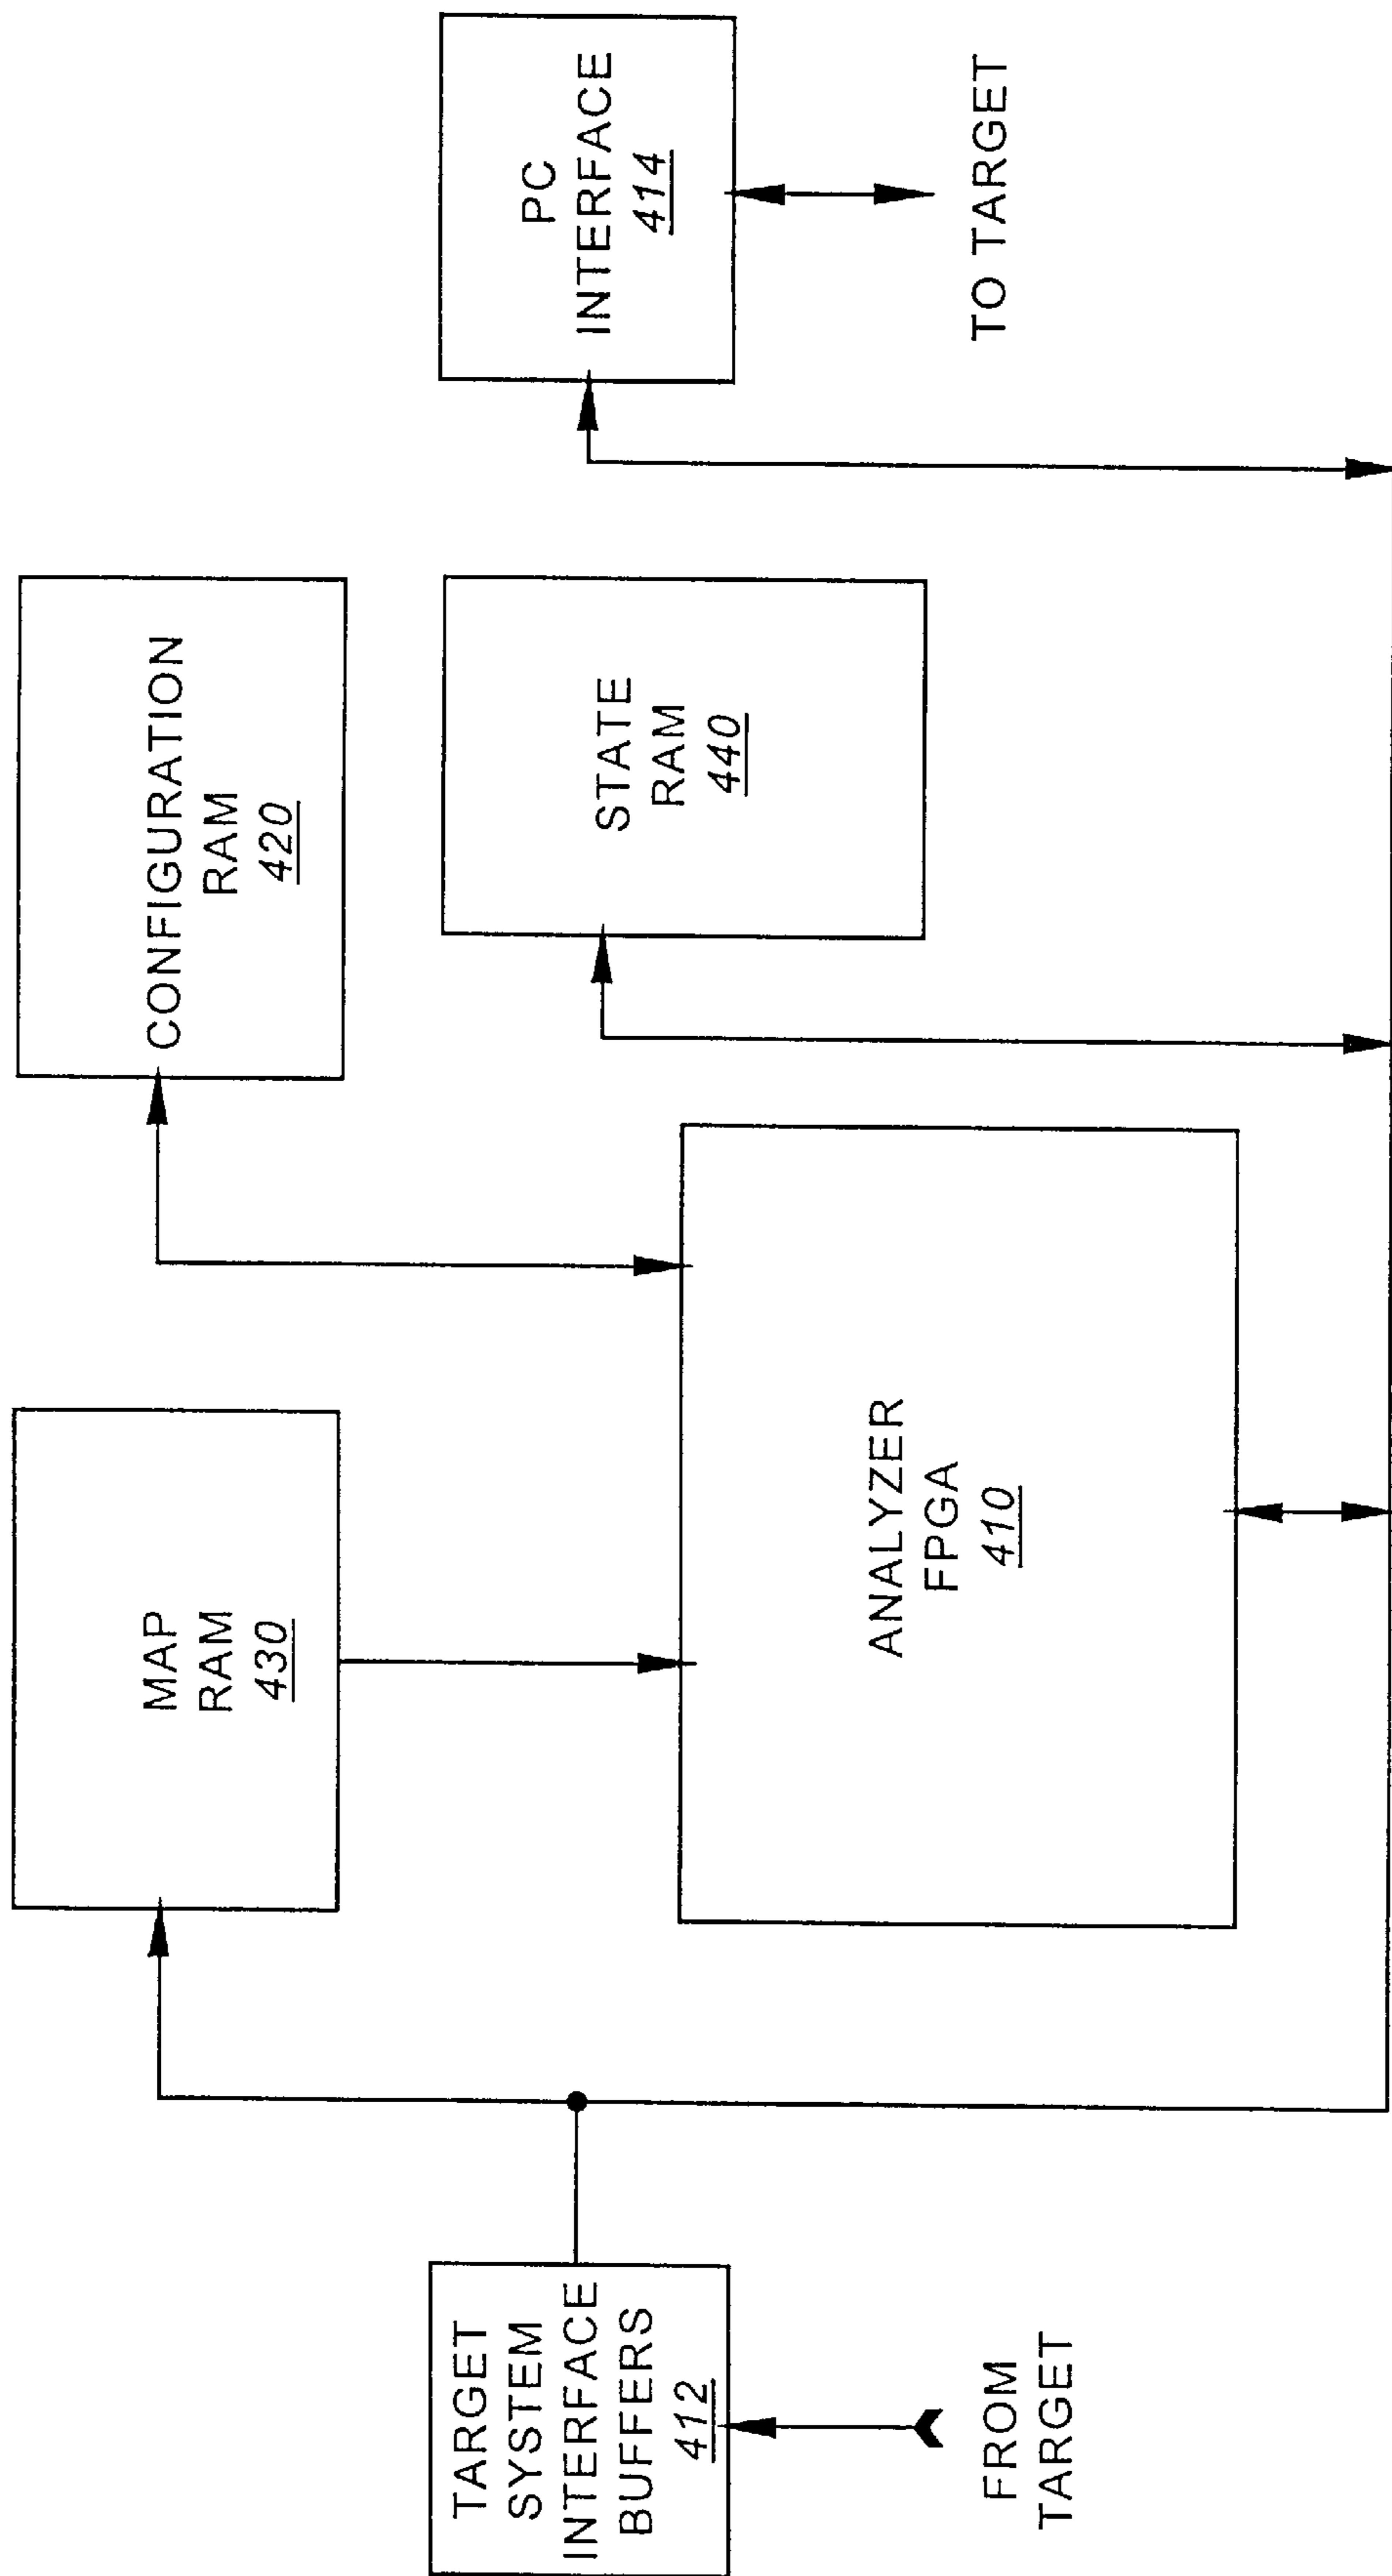 MAP
RAM
430
CONFIGURATION
RAM
420
TARGET
SYSTEM
INTERFACE
BUFFERS
412
ANALYZER
FPGA
410
STATE
RAM
440
PC
INTERFACE
414
FROM
TARGET
TO TARGET